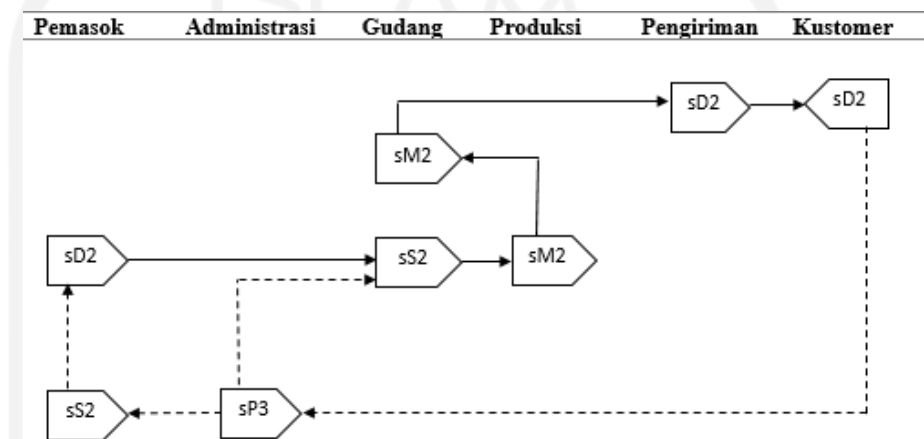 Pemasok Administrasi Gudang Produksi Pengiriman Kustomer
sD2 sD2
sM2
sD2 sS2 sM2
sS2 sP3